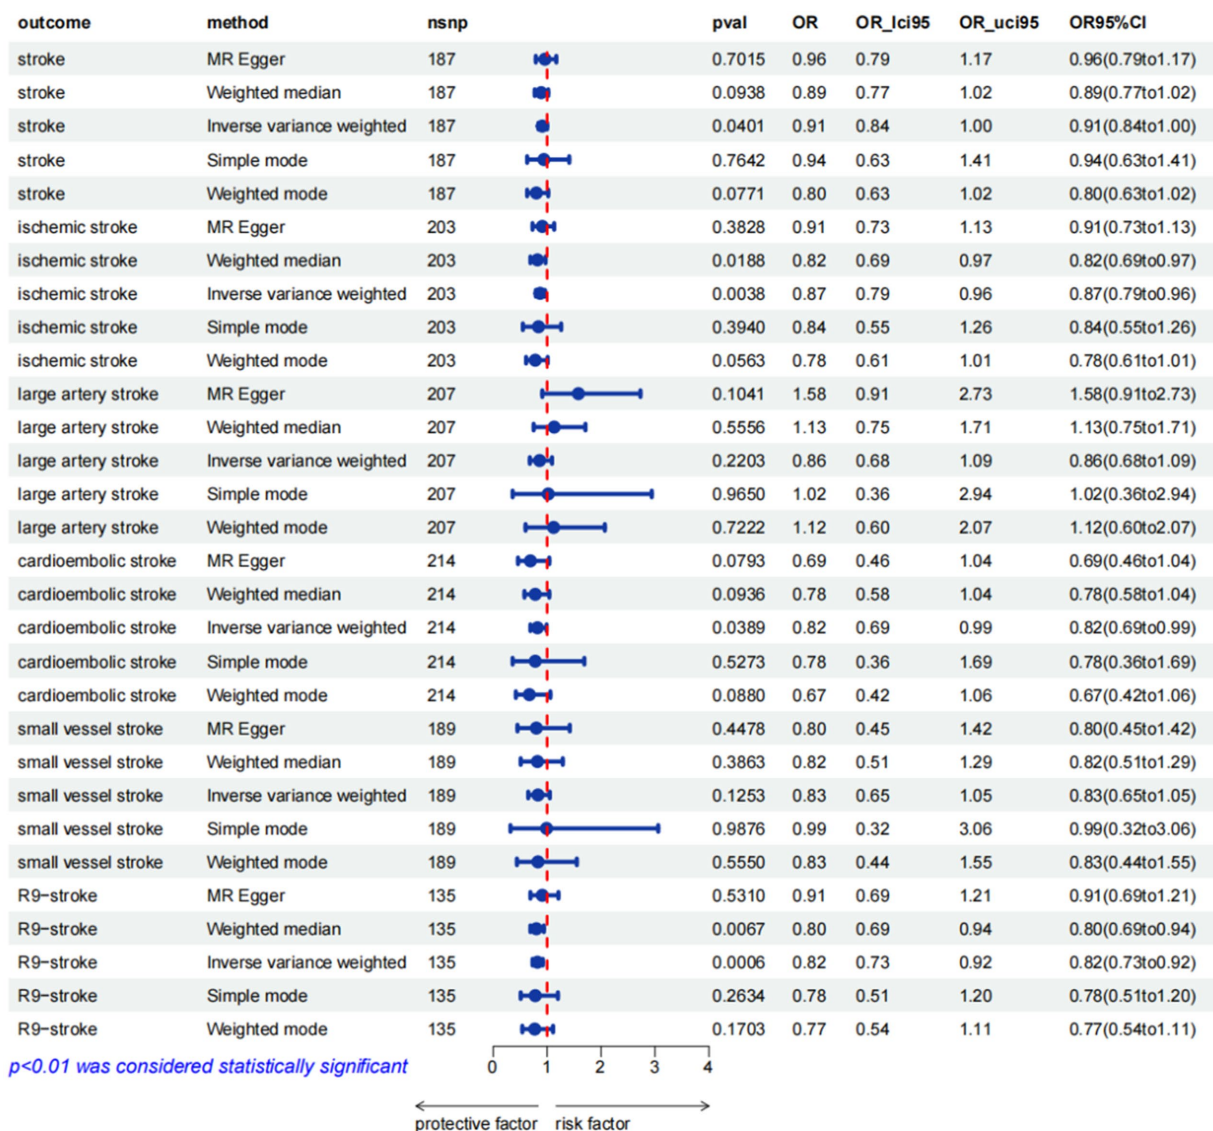 outcome method nsnp pval OR OR_lci95 OR_uci95 OR95%CI
stroke MR Egger 187 0.7015 0.96 0.79 1.17 0.96(0.79to1.17)
stroke Weighted median 187 0.0938 0.89 0.77 1.02 0.89(0.77to1.02)
stroke Inverse variance weighted 187 0.0401 0.91 0.84 1.00 0.91(0.84to1.00)
stroke Simple mode 187 0.7642 0.94 0.63 1.41 0.94(0.63to1.41)
stroke Weighted mode 187 0.0771 0.80 0.63 1.02 0.80(0.63to1.02)
ischemic stroke MR Egger 203 0.3828 0.91 0.73 1.13 0.91(0.73to1.13)
ischemic stroke Weighted median 203 0.0188 0.82 0.69 0.97 0.82(0.69to0.97)
ischemic stroke Inverse variance weighted 203 0.0038 0.87 0.79 0.96 0.87(0.79to0.96)
ischemic stroke Simple mode 203 0.3940 0.84 0.55 1.26 0.84(0.55to1.26)
ischemic stroke Weighted mode 203 0.0563 0.78 0.61 1.01 0.78(0.61to1.01)
large artery stroke MR Egger 207 0.1041 1.58 0.91 2.73 1.58(0.91to2.73)
large artery stroke Weighted median 207 0.5556 1.13 0.75 1.71 1.13(0.75to1.71)
large artery stroke Inverse variance weighted 207 0.2203 0.86 0.68 1.09 0.86(0.68to1.09)
large artery stroke Simple mode 207 0.9650 1.02 0.36 2.94 1.02(0.36to2.94)
large artery stroke Weighted mode 207 0.7222 1.12 0.60 2.07 1.12(0.60to2.07)
cardioembolic stroke MR Egger 214 0.0793 0.69 0.46 1.04 0.69(0.46to1.04)
cardioembolic stroke Weighted median 214 0.0936 0.78 0.58 1.04 0.78(0.58to1.04)
cardioembolic stroke Inverse variance weighted 214 0.0389 0.82 0.69 0.99 0.82(0.69to0.99)
cardioembolic stroke Simple mode 214 0.5273 0.78 0.36 1.69 0.78(0.36to1.69)
cardioembolic stroke Weighted mode 214 0.0880 0.67 0.42 1.06 0.67(0.42to1.06)
small vessel stroke MR Egger 189 0.4478 0.80 0.45 1.42 0.80(0.45to1.42)
small vessel stroke Weighted median 189 0.3863 0.82 0.51 1.29 0.82(0.51to1.29)
small vessel stroke Inverse variance weighted 189 0.1253 0.83 0.65 1.05 0.83(0.65to1.05)
small vessel stroke Simple mode 189 0.9876 0.99 0.32 3.06 0.99(0.32to3.06)
small vessel stroke Weighted mode 189 0.5550 0.83 0.44 1.55 0.83(0.44to1.55)
R9−stroke MR Egger 135 0.5310 0.91 0.69 1.21 0.91(0.69to1.21)
R9−stroke Weighted median 135 0.0067 0.80 0.69 0.94 0.80(0.69to0.94)
R9−stroke Inverse variance weighted 135 0.0006 0.82 0.73 0.92 0.82(0.73to0.92)
R9−stroke Simple mode 135 0.2634 0.78 0.51 1.20 0.78(0.51to1.20)
R9−stroke Weighted mode 135 0.1703 0.77 0.54 1.11 0.77(0.54to1.11)
p<0.01 was considered statistically significant 0 1 2 3 4
protective factor risk factor